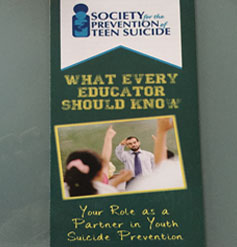 SOCIETY for the
PREVENTION of
TEEN SUICIDE
WHAT EVERY
EDUCATOR
SHOULD KNOW
Your Role as a
Partner in Youth
Suicide Prevention